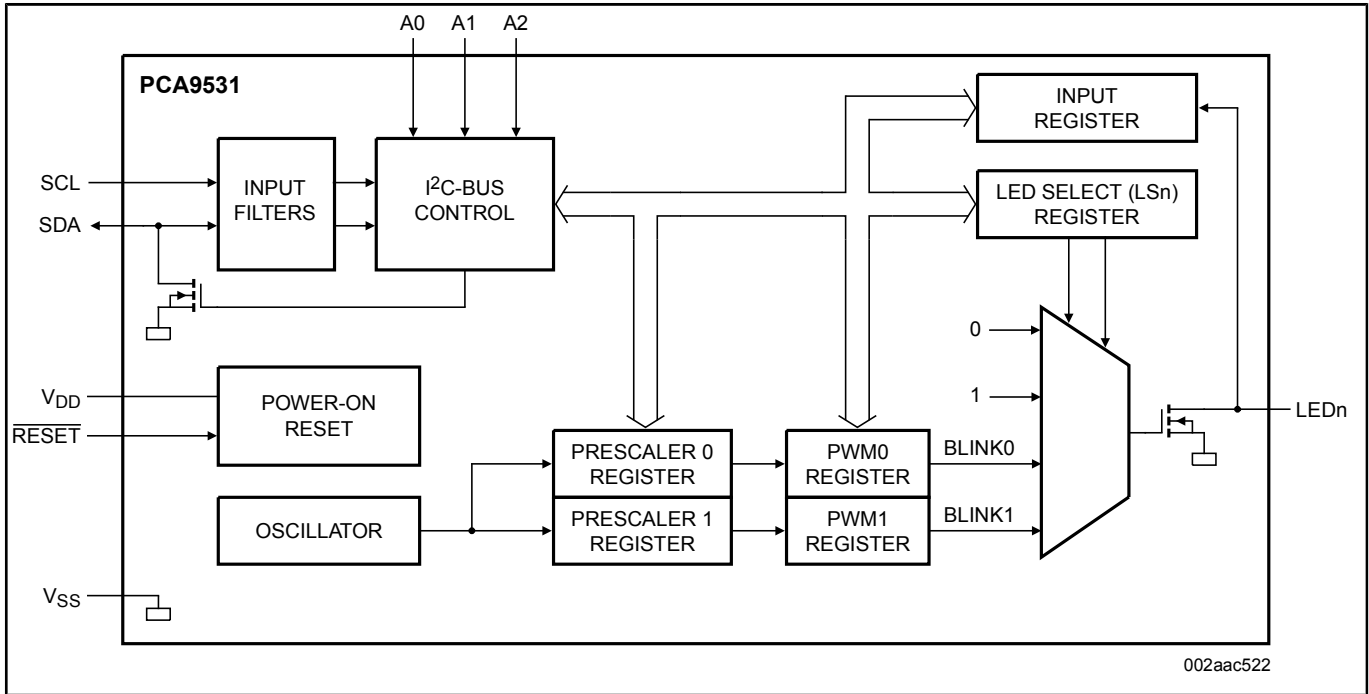 A0 A1 A2
PCA9531
INPUT
REGISTER
SCL
SDA
INPUT
FILTERS
I²C-BUS
CONTROL
LED SELECT (LSn)
REGISTER
0
1
V_DD
RESET
POWER-ON
RESET
LEDn
PRESCALER 0
REGISTER
PWM0
REGISTER
BLINK0
OSCILLATOR
PRESCALER 1
REGISTER
PWM1
REGISTER
BLINK1
V_SS
002aac522